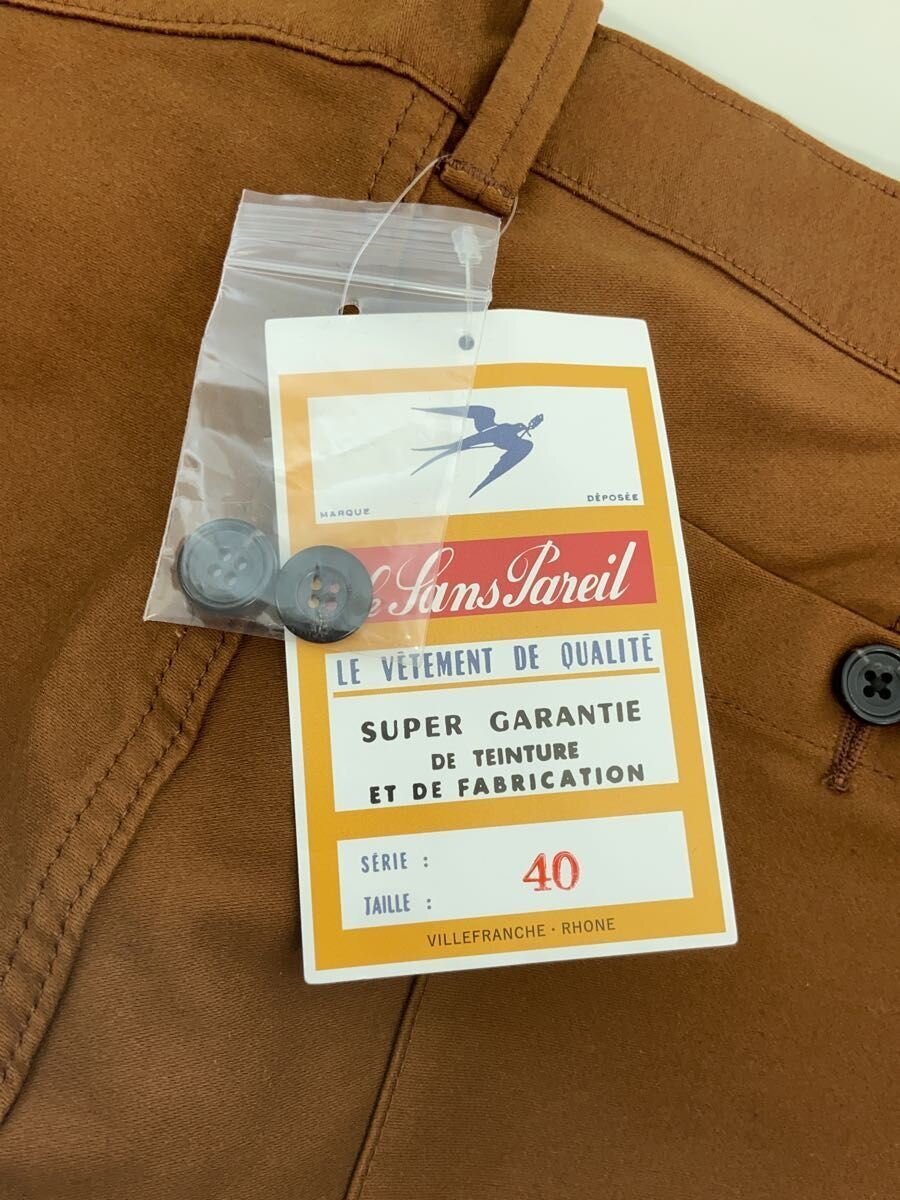 MARQUE DÉPOSÉE
Le Sans Pareil
LE VÊTEMENT DE QUALITÉ
SUPER GARANTIE
DE TEINTURE
ET DE FABRICATION
SÉRIE :
40
TAILLE :
VILLEFRANCHE · RHONE